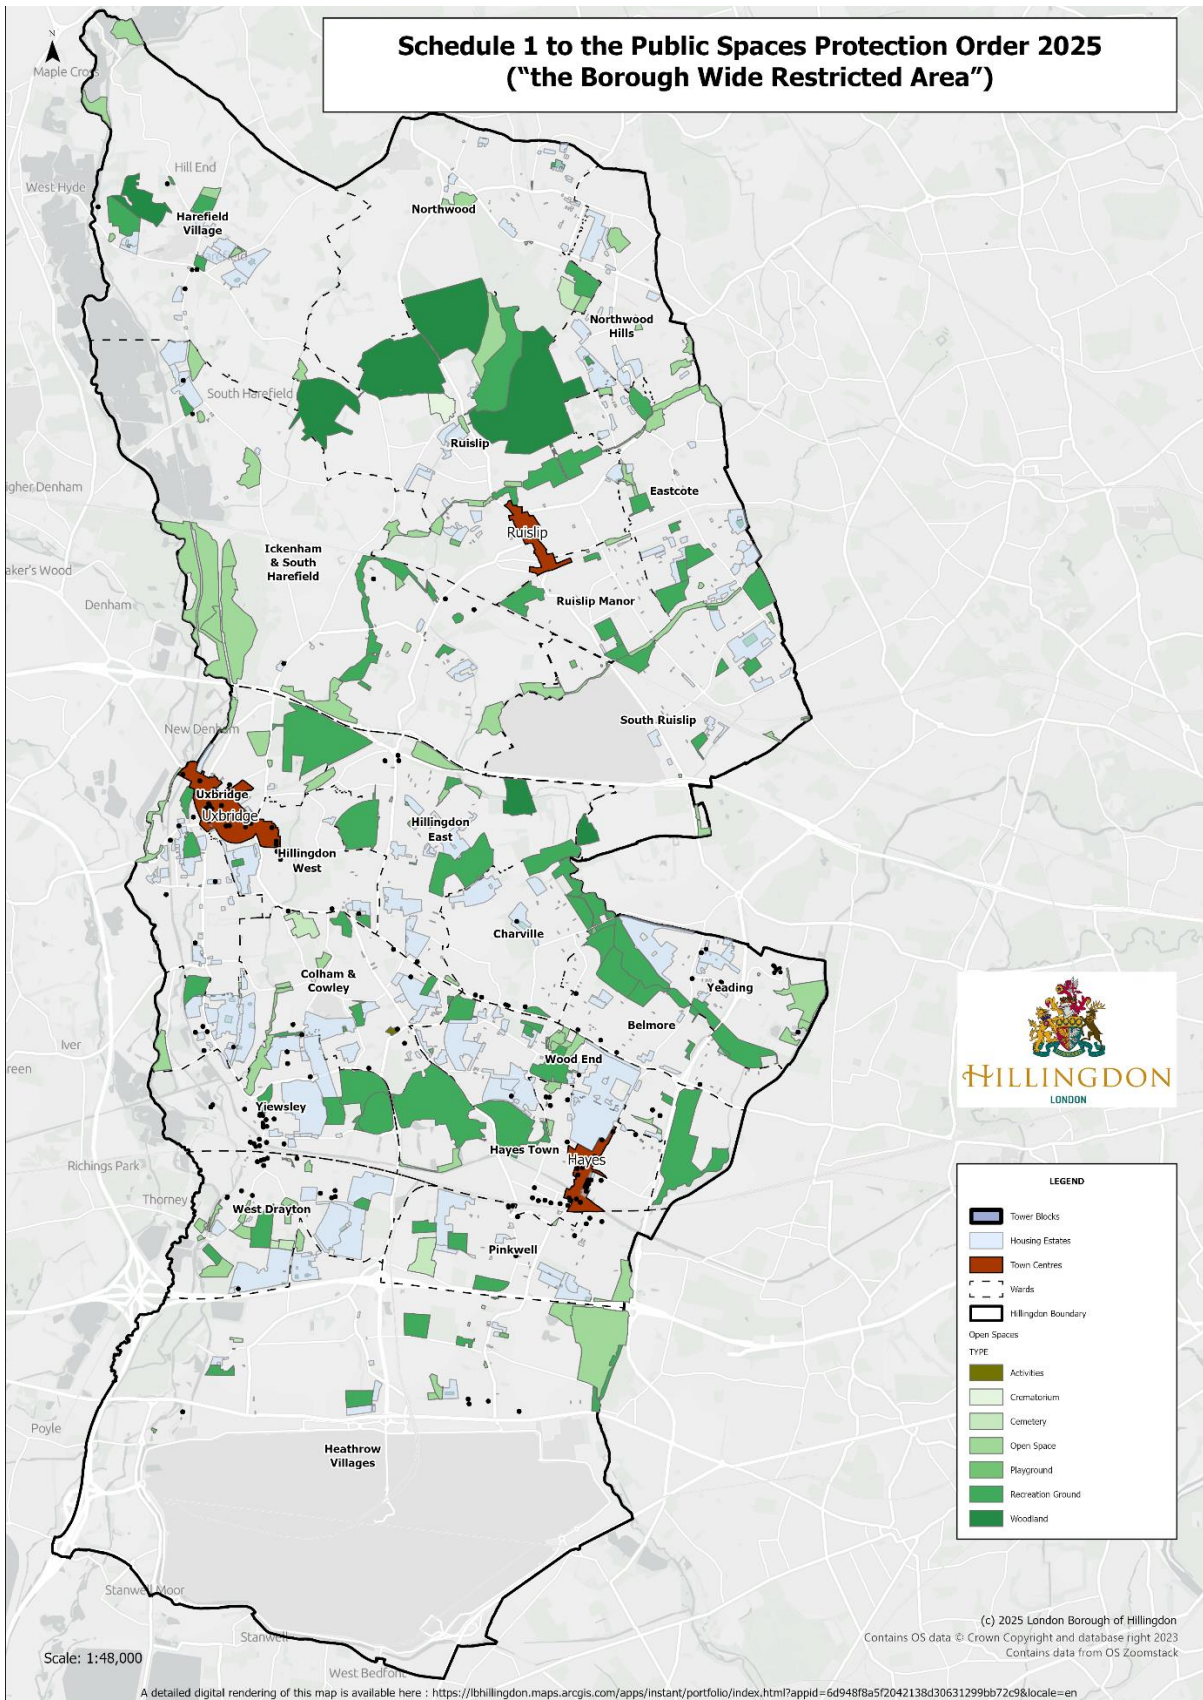 Schedule 1 to the Public Spaces Protection Order 2025
(“the Borough Wide Restricted Area”)
N
Maple Cross
Hill End
West Hyde
Harefield
Village
Harefield
Northwood
Northwood
Hills
South Harefield
Ruislip
igher Denham
Eastcote
Ruislip
Ickenham
& South
Harefield
aker's Wood
Denham
Ruislip Manor
South Ruislip
New Denham
Uxbridge
Uxbridge
Hillingdon
East
Hillingdon
West
Charville
Colham &
Cowley
Yeading
Belmore
Iver
reen
Wood End
Yiewsley
Hayes Town
Hayes
Richings Park
Thorney
West Drayton
Pinkwell
Poyle
Heathrow
Villages
Stanwell Moor
Stanwell
West Bedfont
HILLINGDON
LONDON
LEGEND
Tower Blocks
Housing Estates
Town Centres
Wards
Hillingdon Boundary
Open Spaces
TYPE
Activities
Crematorium
Cemetery
Open Space
Playground
Recreation Ground
Woodland
(c) 2025 London Borough of Hillingdon
Contains OS data © Crown Copyright and database right 2023
Contains data from OS Zoomstack
Scale: 1:48,000
A detailed digital rendering of this map is available here : https://lbhillingdon.maps.arcgis.com/apps/instant/portfolio/index.html?appid=6d948f8a5f2042138d30631299bb72c9&locale=en